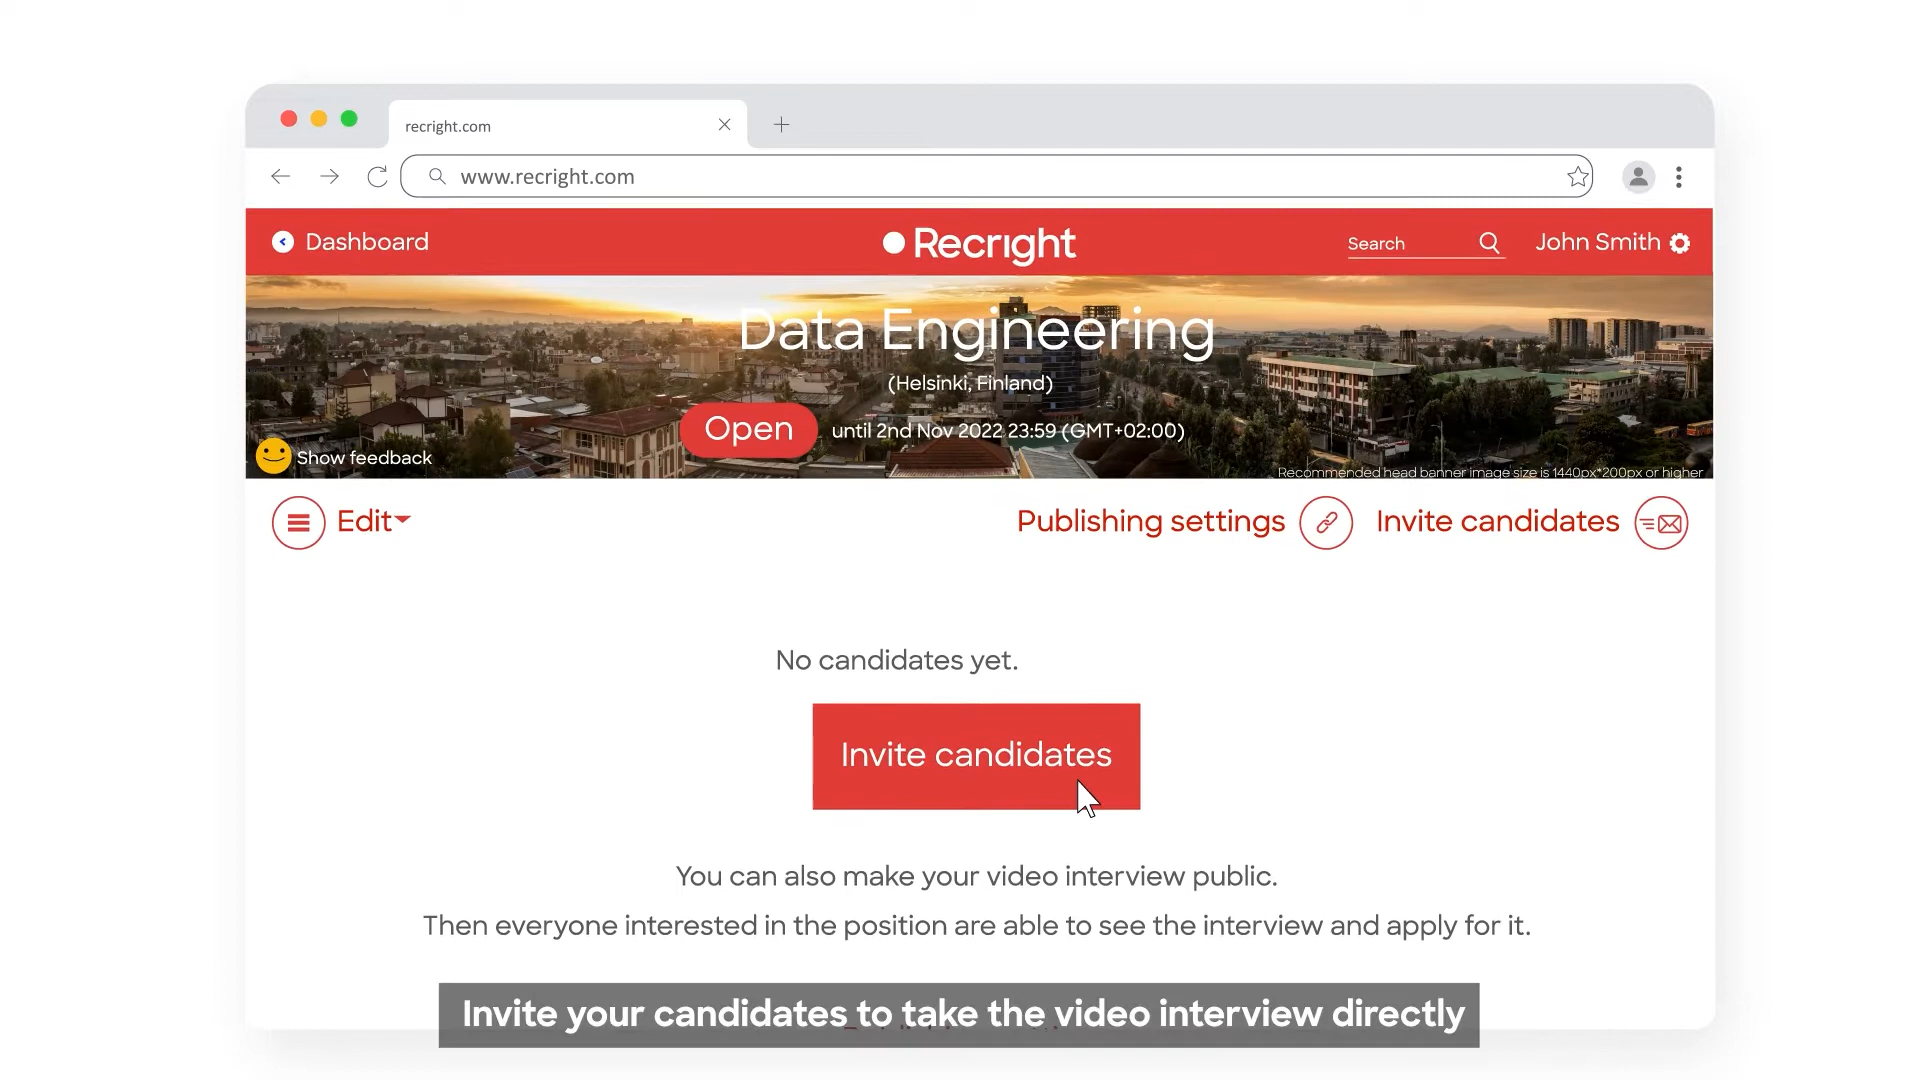 recright.com
www.recright.com
Dashboard
Recright
Search
John Smith
Data Engineering
(Helsinki, Finland)
Open
until 2nd Nov 2022 23:59 (GMT+02:00)
Show feedback
Recommended head banner image size is 1440px*200px or higher
Edit
Publishing settings
Invite candidates
No candidates yet.
Invite candidates
You can also make your video interview public.
Then everyone interested in the position are able to see the interview and apply for it.
Invite your candidates to take the video interview directly